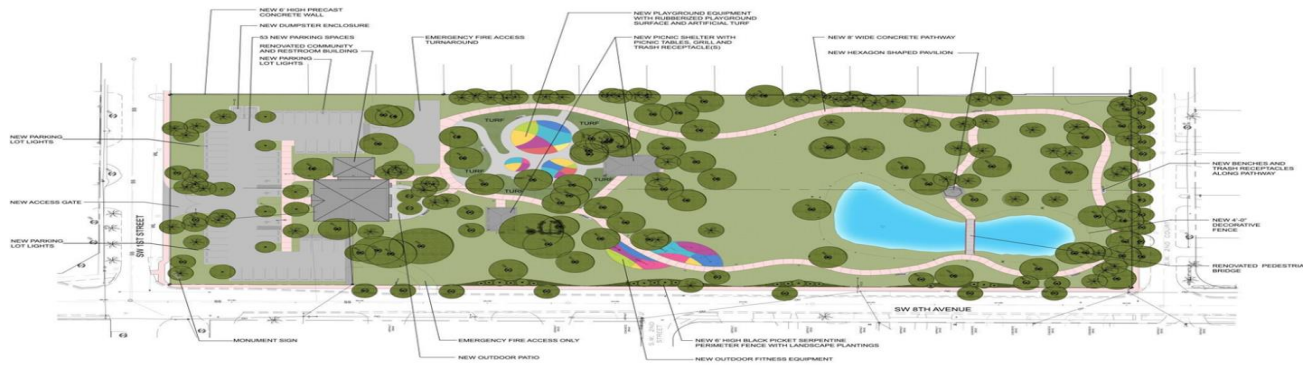 NEW 6' HIGH PRECAST
CONCRETE WALL
NEW DUMPSTER ENCLOSURE
53 NEW PARKING SPACES
RENOVATED COMMUNITY
AND RESTROOM BUILDING
NEW PARKING
LOT LIGHTS
EMERGENCY FIRE ACCESS
TURNAROUND
NEW PLAYGROUND EQUIPMENT
WITH RUBBERIZED PLAYGROUND
SURFACE AND ARTIFICIAL TURF
NEW PICNIC SHELTER WITH
PICNIC TABLES, GRILL AND
TRASH RECEPTACLE(S)
NEW 8' WIDE CONCRETE PATHWAY
NEW HEXAGON SHAPED PAVILION
NEW PARKING
LOT LIGHTS
NEW ACCESS GATE
NEW PARKING
LOT LIGHTS
SW 1ST STREET
TURF
TURF
TURF
TURF
TURF
NEW BENCHES AND
TRASH RECEPTACLES
ALONG PATHWAY
NEW 4'-0"
DECORATIVE
FENCE
RENOVATED PEDESTRIA
BRIDGE
SW 8TH AVENUE
S.W. 2ND
STREET
MONUMENT SIGN
EMERGENCY FIRE ACCESS ONLY
NEW OUTDOOR PATIO
NEW 6' HIGH BLACK PICKET SERPENTINE
PERIMETER FENCE WITH LANDSCAPE PLANTINGS
NEW OUTDOOR FITNESS EQUIPMENT